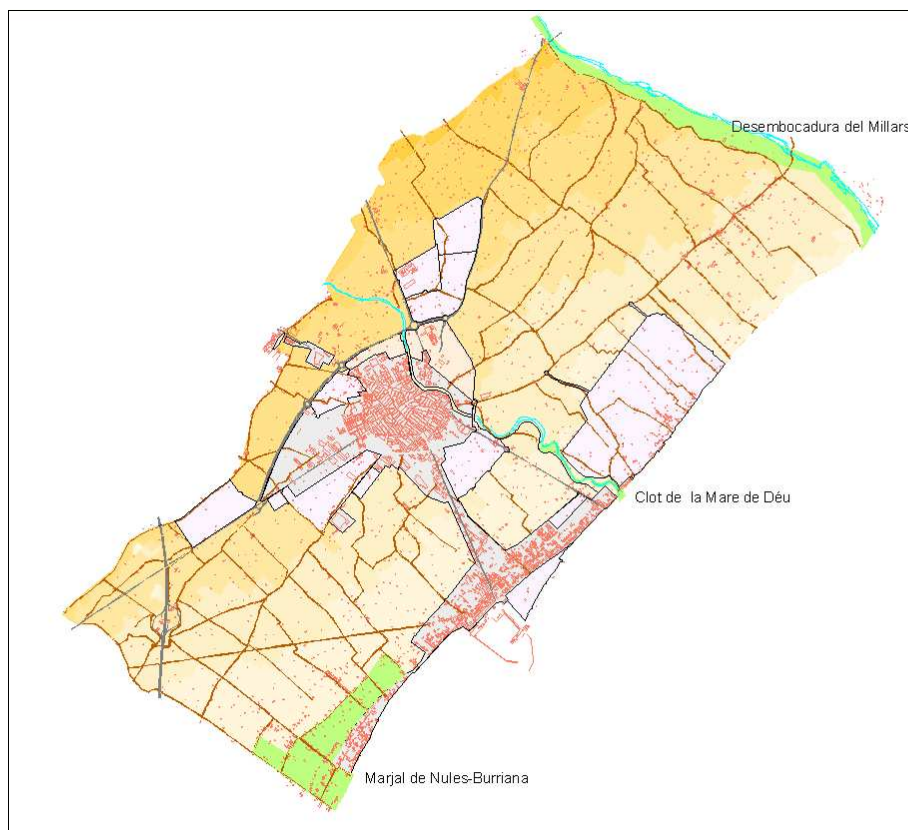 Desembocadura del Millars
Clot de la Mare de Déu
Marjal de Nules-Burriana